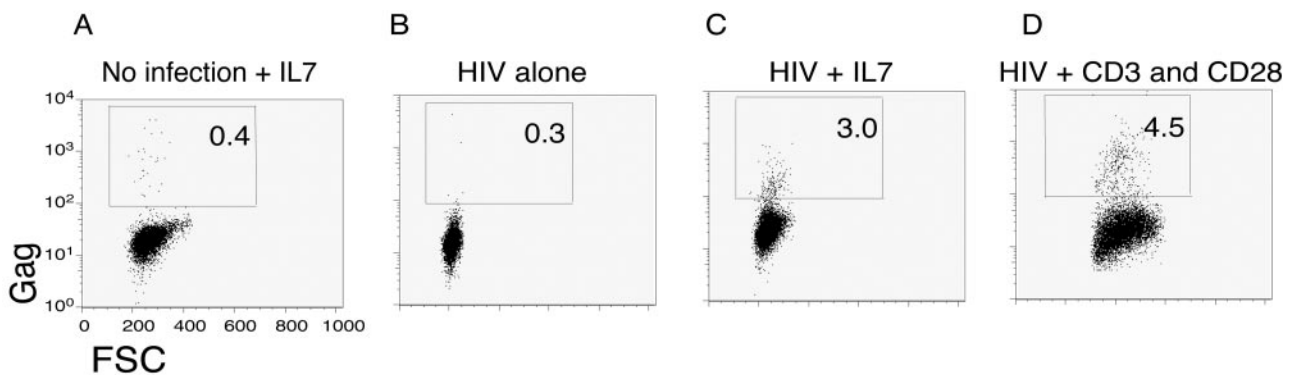 A
B
C
D
No infection + IL7
HIV alone
HIV + IL7
HIV + CD3 and CD28
10⁴
10³
10²
10¹
10⁰
0.4
0.3
3.0
4.5
Gag
0 200 400 600 800 1000
FSC